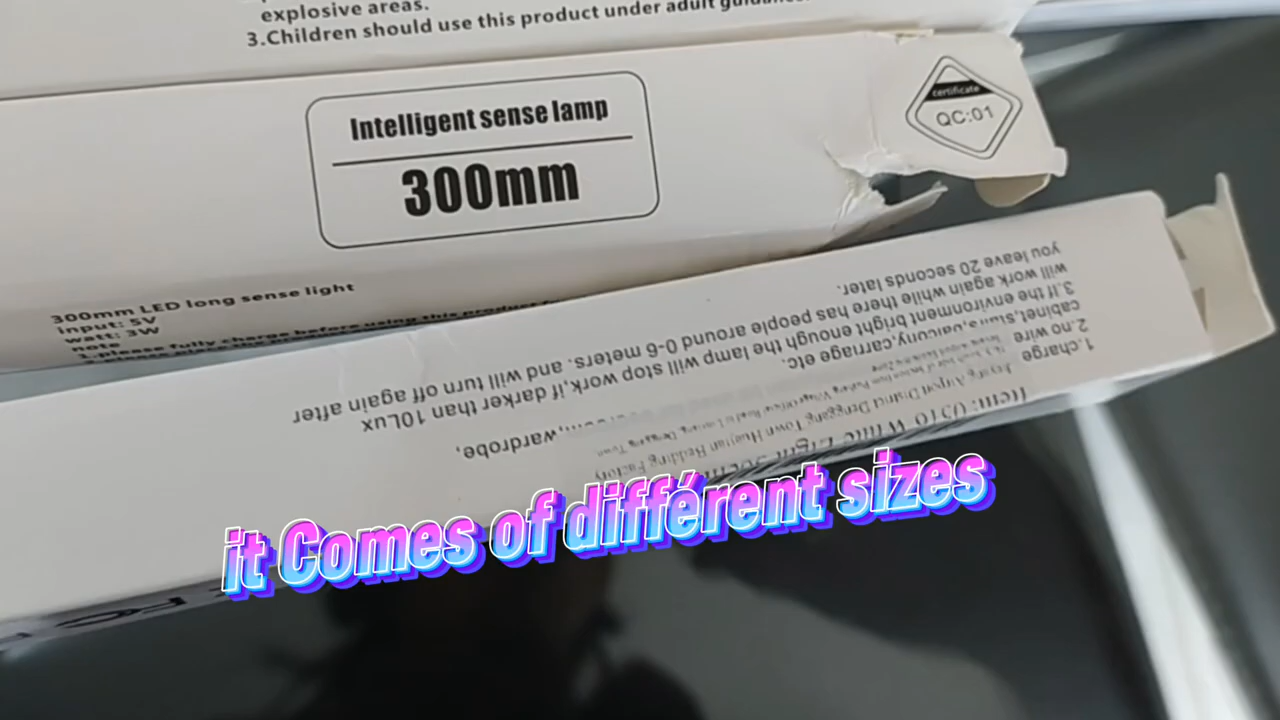 explosive areas.
3.Children should use this product under adult
certificate
QC:01
Intelligent sense lamp
300mm
300mm LED long sense light
Input: 5V
watt: 3W
note
1.please fully charge before using this product
1.charge
2.no wire
cabinet,stairs, carriage etc.
wardrobe,
3.If the environment bright enough the lamp will stop work,if darker than 10Lux
will work again while there has people around 0-6 meters. and will turn off again after
you leave 20 seconds later.
it Comes of différent sizes